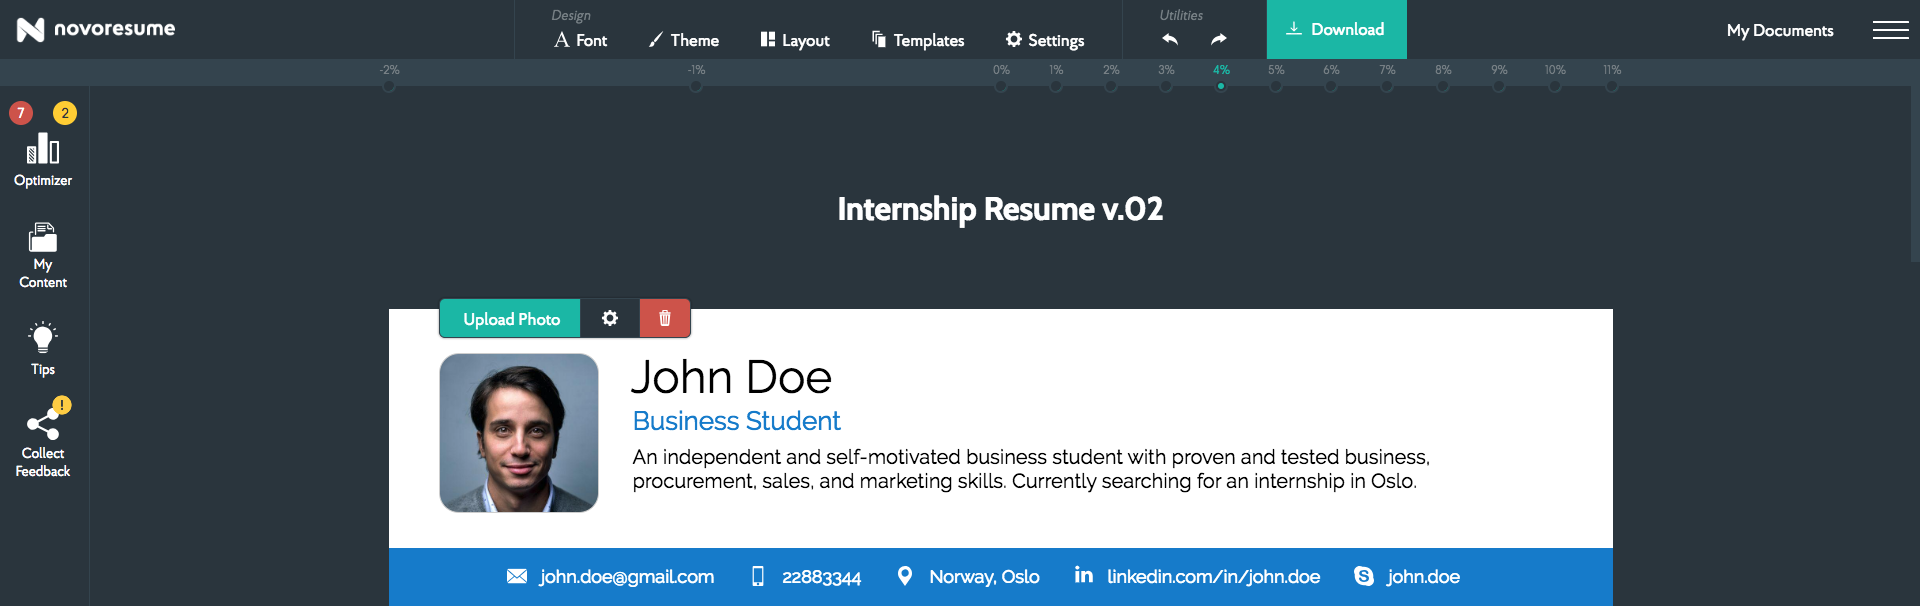 novoresume
Design
Font Theme Layout Templates Settings
Utilities
Download
My Documents
-2% -1% 0% 1% 2% 3% 4% 5% 6% 7% 8% 9% 10% 11%
7 2
Optimizer
My
Content
Tips
!
Collect
Feedback
Internship Resume v.02
Upload Photo
John Doe
Business Student
An independent and self-motivated business student with proven and tested business,
procurement, sales, and marketing skills. Currently searching for an internship in Oslo.
john.doe@gmail.com 22883344 Norway, Oslo linkedin.com/in/john.doe john.doe